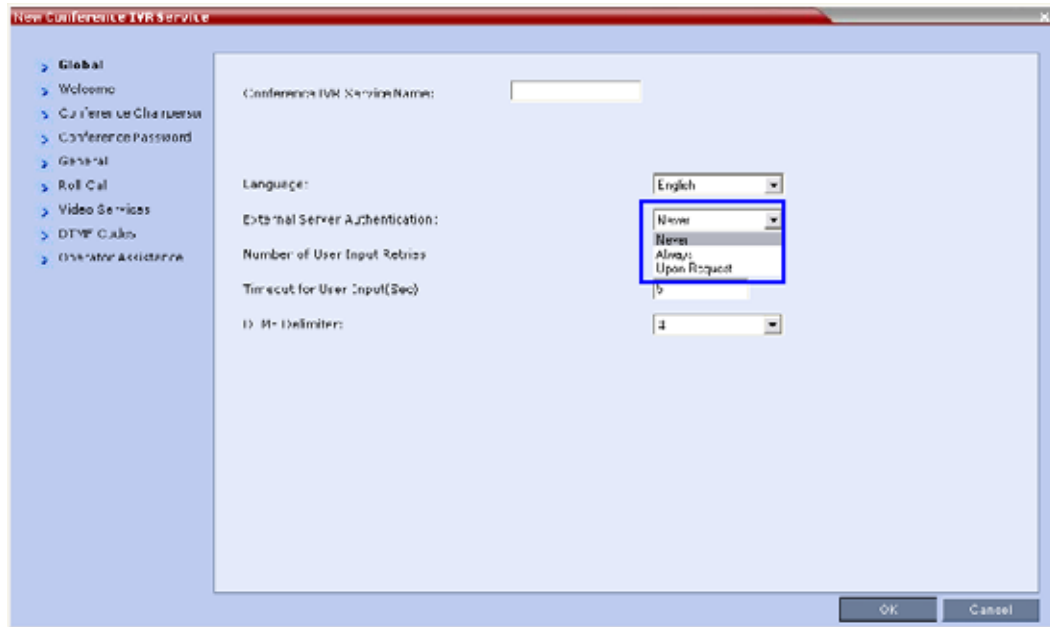 New Conference IVR Service
Global
Welcome
Conference Chairperson
Conference Password
General
Roll Call
Video Services
DTMF Codes
Operator Assistance
Conference IVR Service Name:
Language: English
External Server Authentication: Never
Never
Always
Upon Request
Number of User Input Retries
Timeout for User Input(Sec) 5
DTMF Delimiter: #
OK Cancel